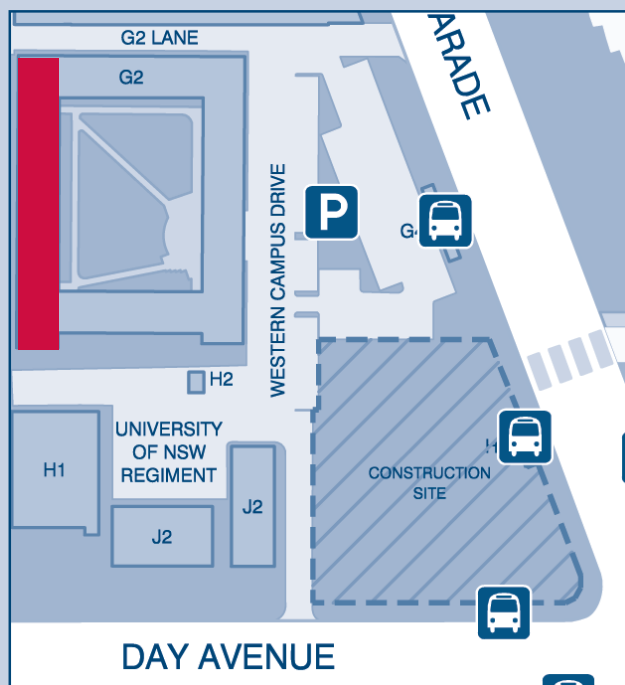 G2 LANE
G2
ARADE
P
WESTERN CAMPUS DRIVE
H2
UNIVERSITY
OF NSW
REGIMENT
H1
J2
J2
CONSTRUCTION
SITE
DAY AVENUE